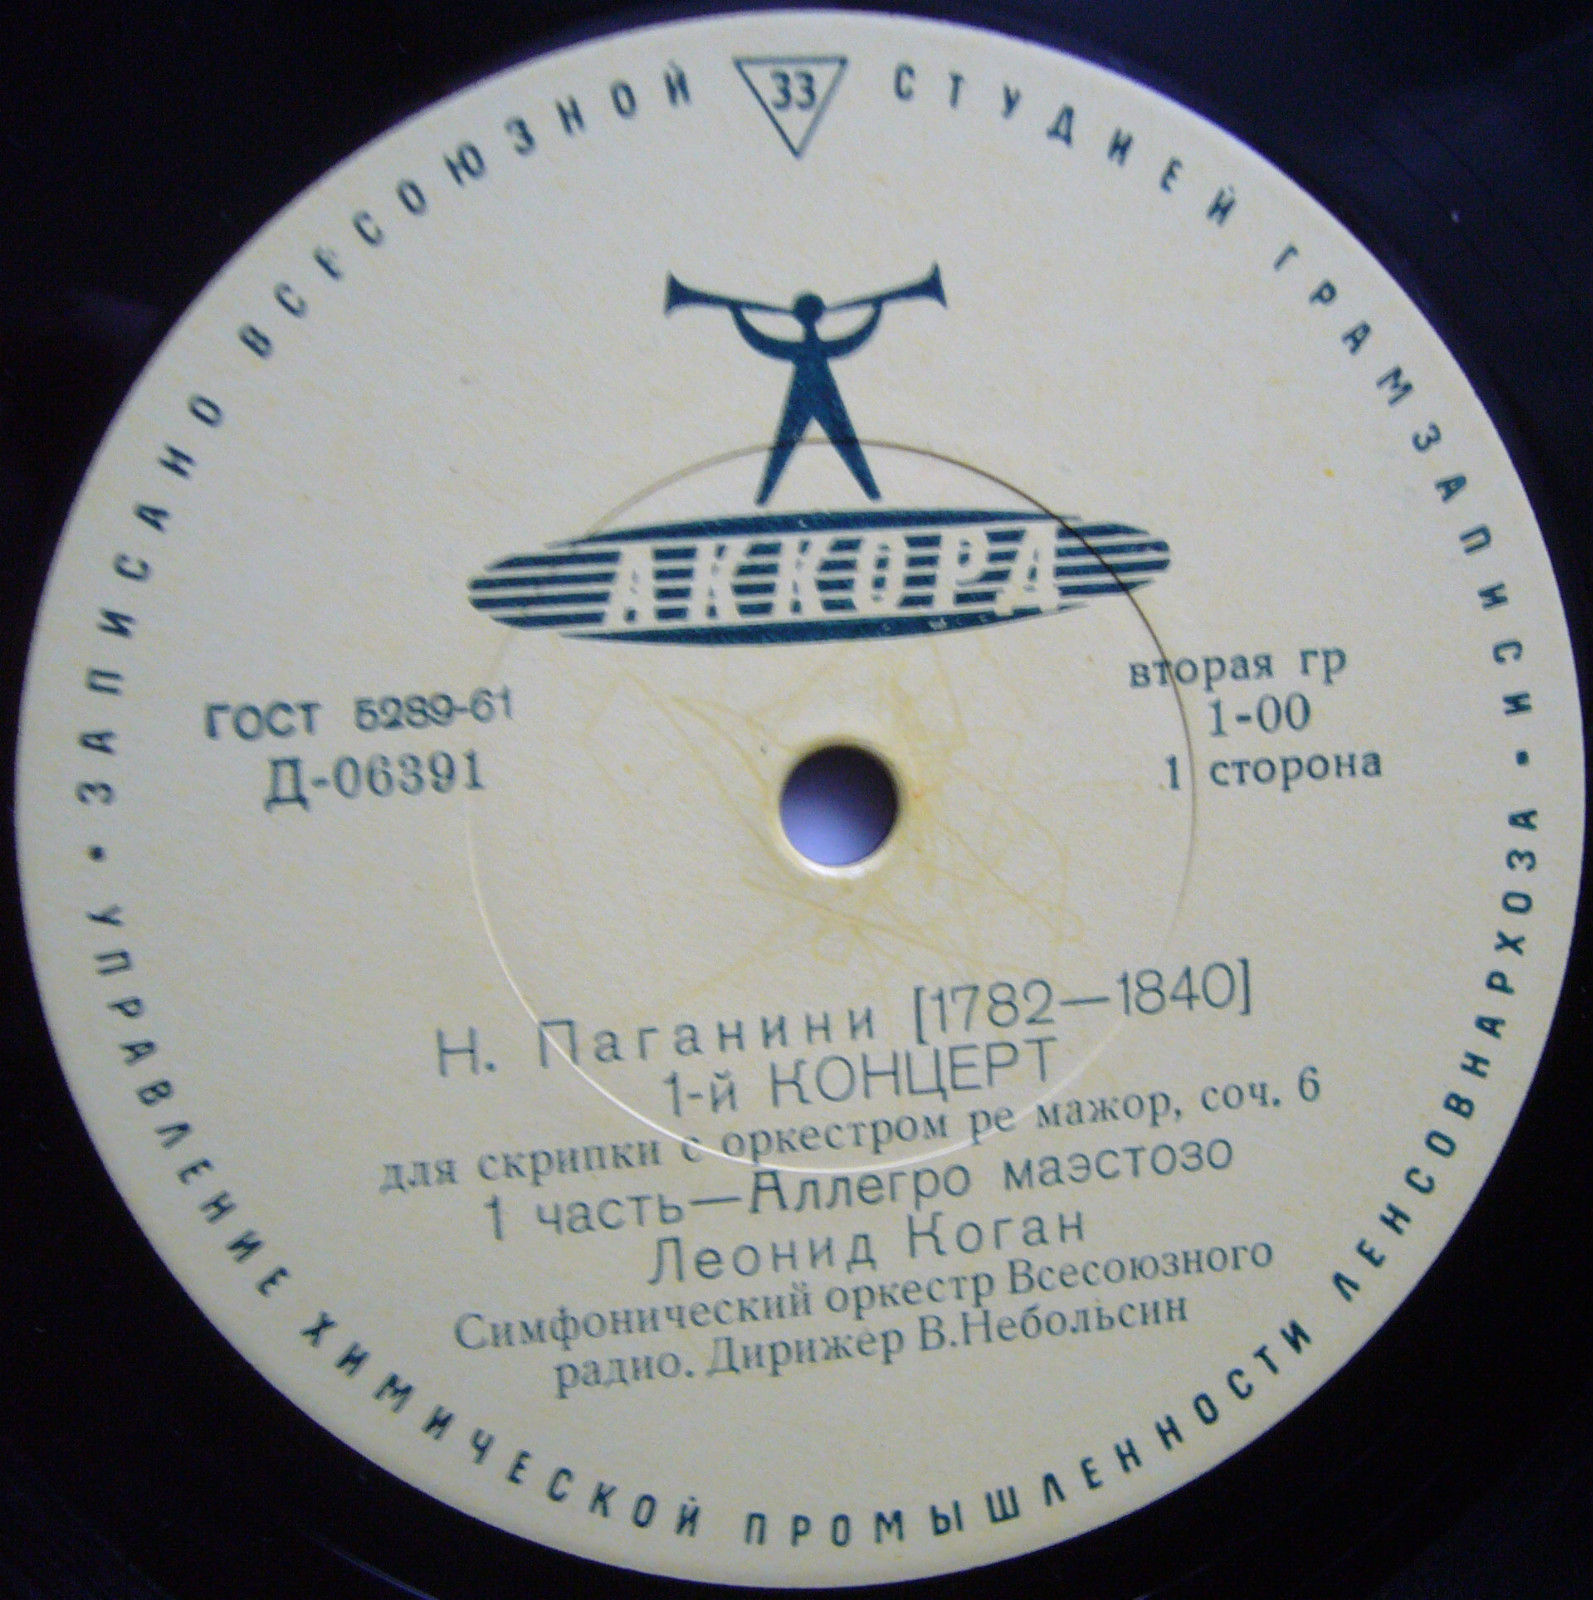 ЗАПИСАНО ВСЕСОЮЗНОЙ СТУДИЕЙ ГРАМЗАПИСИ
33
АККОРД
ГОСТ 5289-61
Д-06391
вторая гр
1-00
1 сторона
Н. Паганини [1782—1840]
1-й КОНЦЕРТ
для скрипки с оркестром ре мажор, соч. 6
1 часть—Аллегро маэстозо
Леонид Коган
Симфонический оркестр Всесоюзного
радио. Дирижер В.Небольсин
УПРАВЛЕНИЕ ХИМИЧЕСКОЙ ПРОМЫШЛЕННОСТИ ЛЕНСОВНАРХОЗА